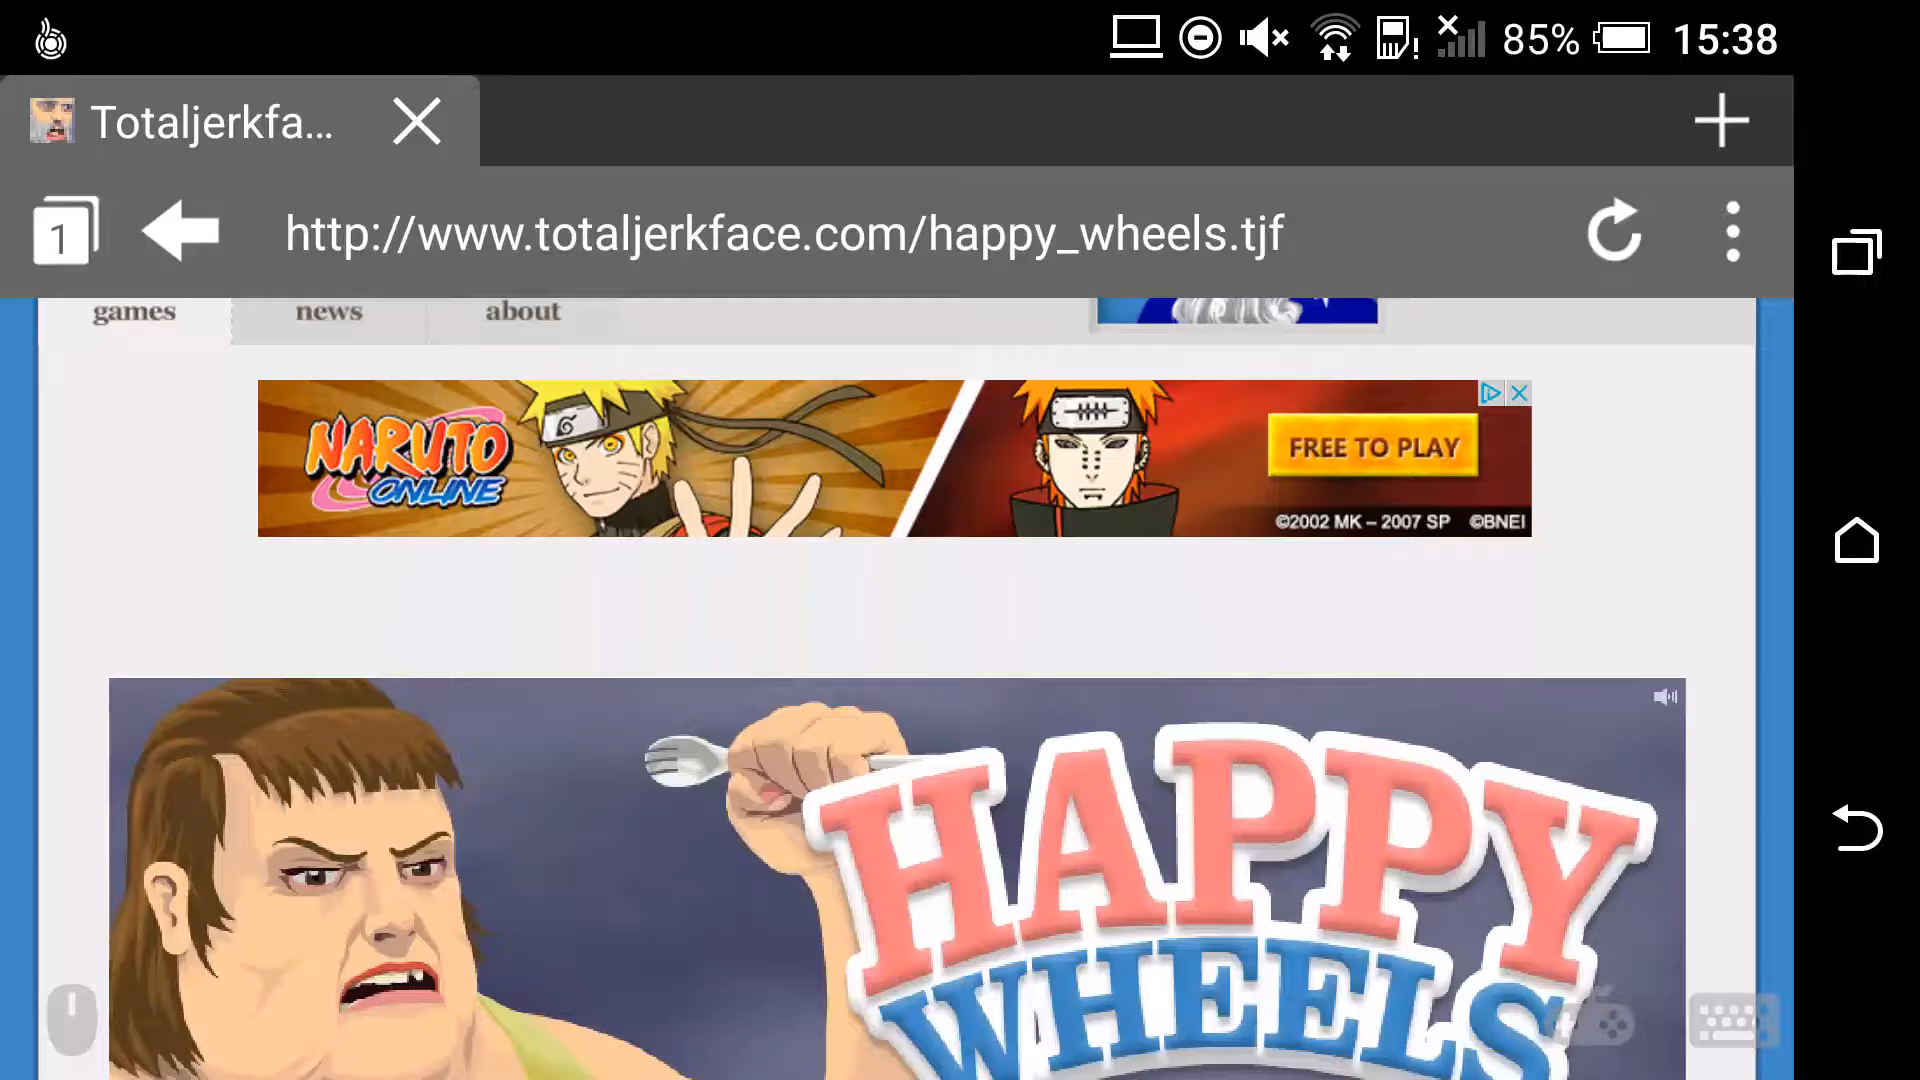 85% 15:38
Totaljerkfa...
1 http://www.totaljerkface.com/happy_wheels.tjf
games news about
NARUTO
ONLINE
FREE TO PLAY
©2002 MK – 2007 SP ©BNEI
HAPPY
WHEELS